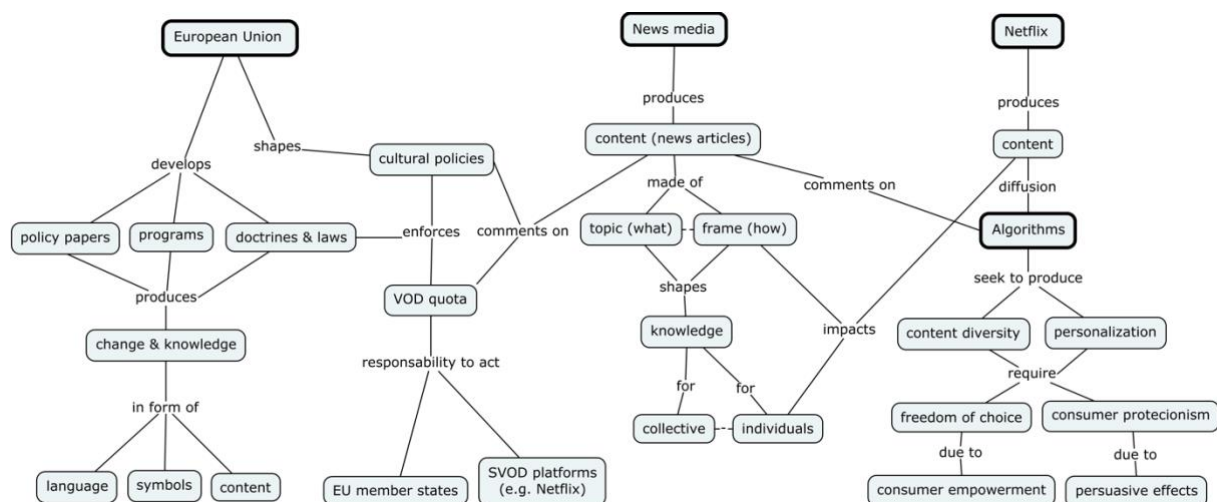 European Union
News media
Netflix
produces
produces
content (news articles)
content
shapes
cultural policies
develops
made of
comments on
diffusion
policy papers
programs
doctrines & laws
enforces
comments on
topic (what)
frame (how)
Algorithms
produces
VOD quota
shapes
seek to produce
change & knowledge
knowledge
impacts
content diversity
personalization
responsability to act
for
for
require
in form of
collective
individuals
freedom of choice
consumer protecionism
due to
due to
language
symbols
content
EU member states
SVOD platforms
(e.g. Netflix)
consumer empowerment
persuasive effects